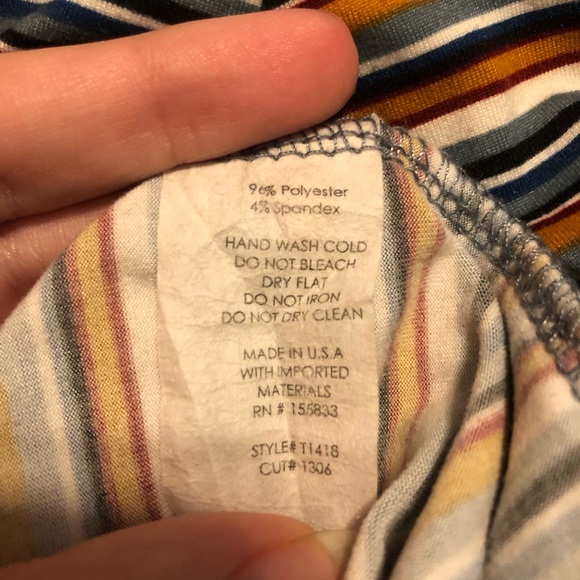 96% Polyester
4% Spandex
HAND WASH COLD
DO NOT BLEACH
DRY FLAT
DO NOT IRON
DO NOT DRY CLEAN
MADE IN U.S.A
WITH IMPORTED
MATERIALS
RN # 155833
STYLE# T1418
CUT# 1306